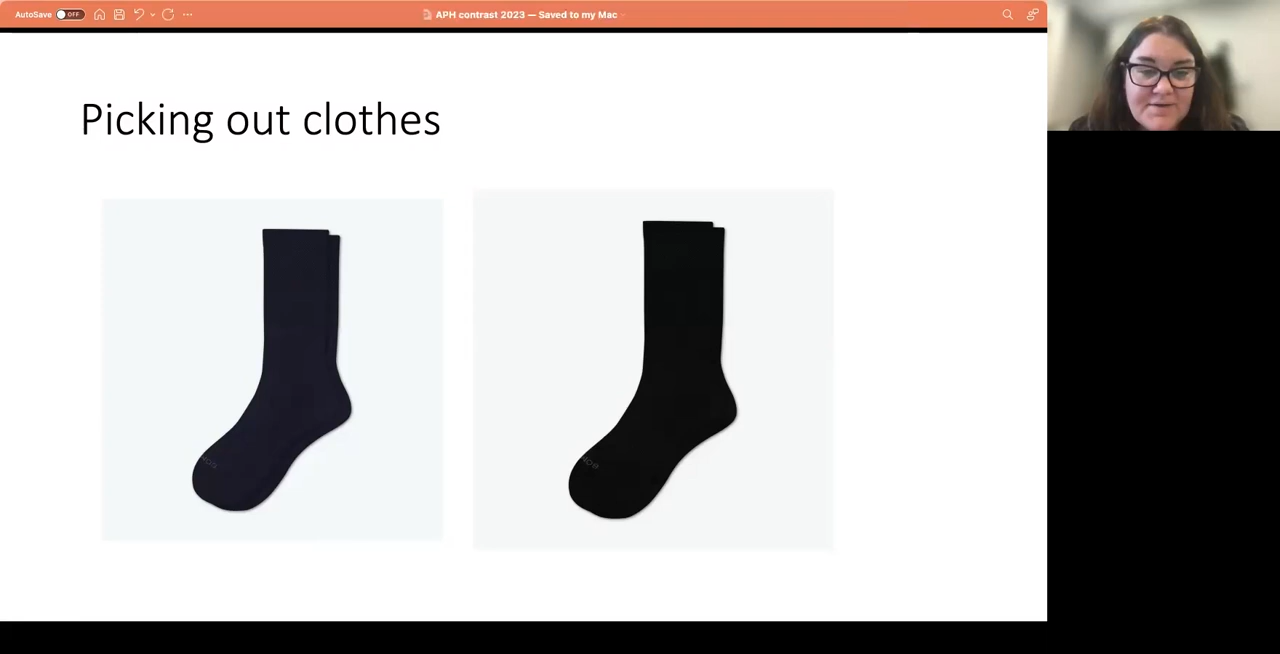 AutoSave OFF
APH contrast 2023 — Saved to my Mac
Picking out clothes